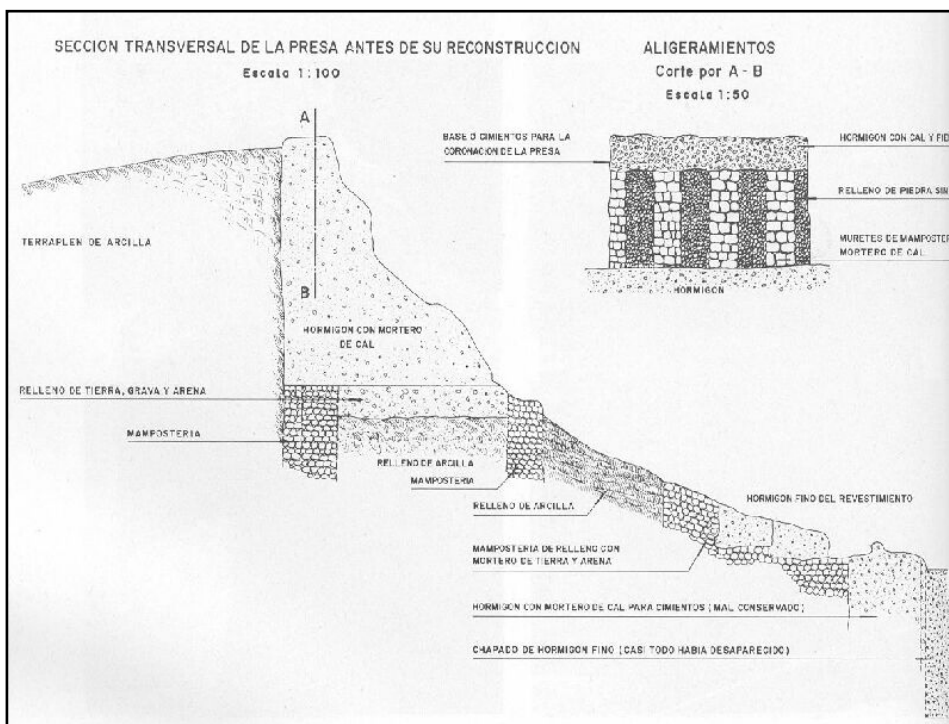 SECCION TRANSVERSAL DE LA PRESA ANTES DE SU RECONSTRUCCION
Escala 1:100
ALIGERAMIENTOS
Corte por A - B
Escala 1:50
A
B
BASE O CIMIENTOS PARA LA
CORONACION DE LA PRESA
HORMIGON CON CAL Y PIE
RELLENO DE PIEDRA SIN
MURETES DE MAMPOSTER
MORTERO DE CAL
HORMIGON
TERRAPLEN DE ARCILLA
HORMIGON CON MORTERO
DE CAL
RELLENO DE TIERRA, GRAVA Y ARENA
MAMPOSTERIA
RELLENO DE ARCILLA
MAMPOSTERIA
RELLENO DE ARCILLA
HORMIGON FINO DEL REVESTIMIENTO
MAMPOSTERIA DE RELLENO CON
MORTERO DE TIERRA Y ARENA
HORMIGON CON MORTERO DE CAL PARA CIMIENTOS (MAL CONSERVADO)
CHAPADO DE HORMIGON FINO (CASI TODO HABIA DESAPARECIDO)